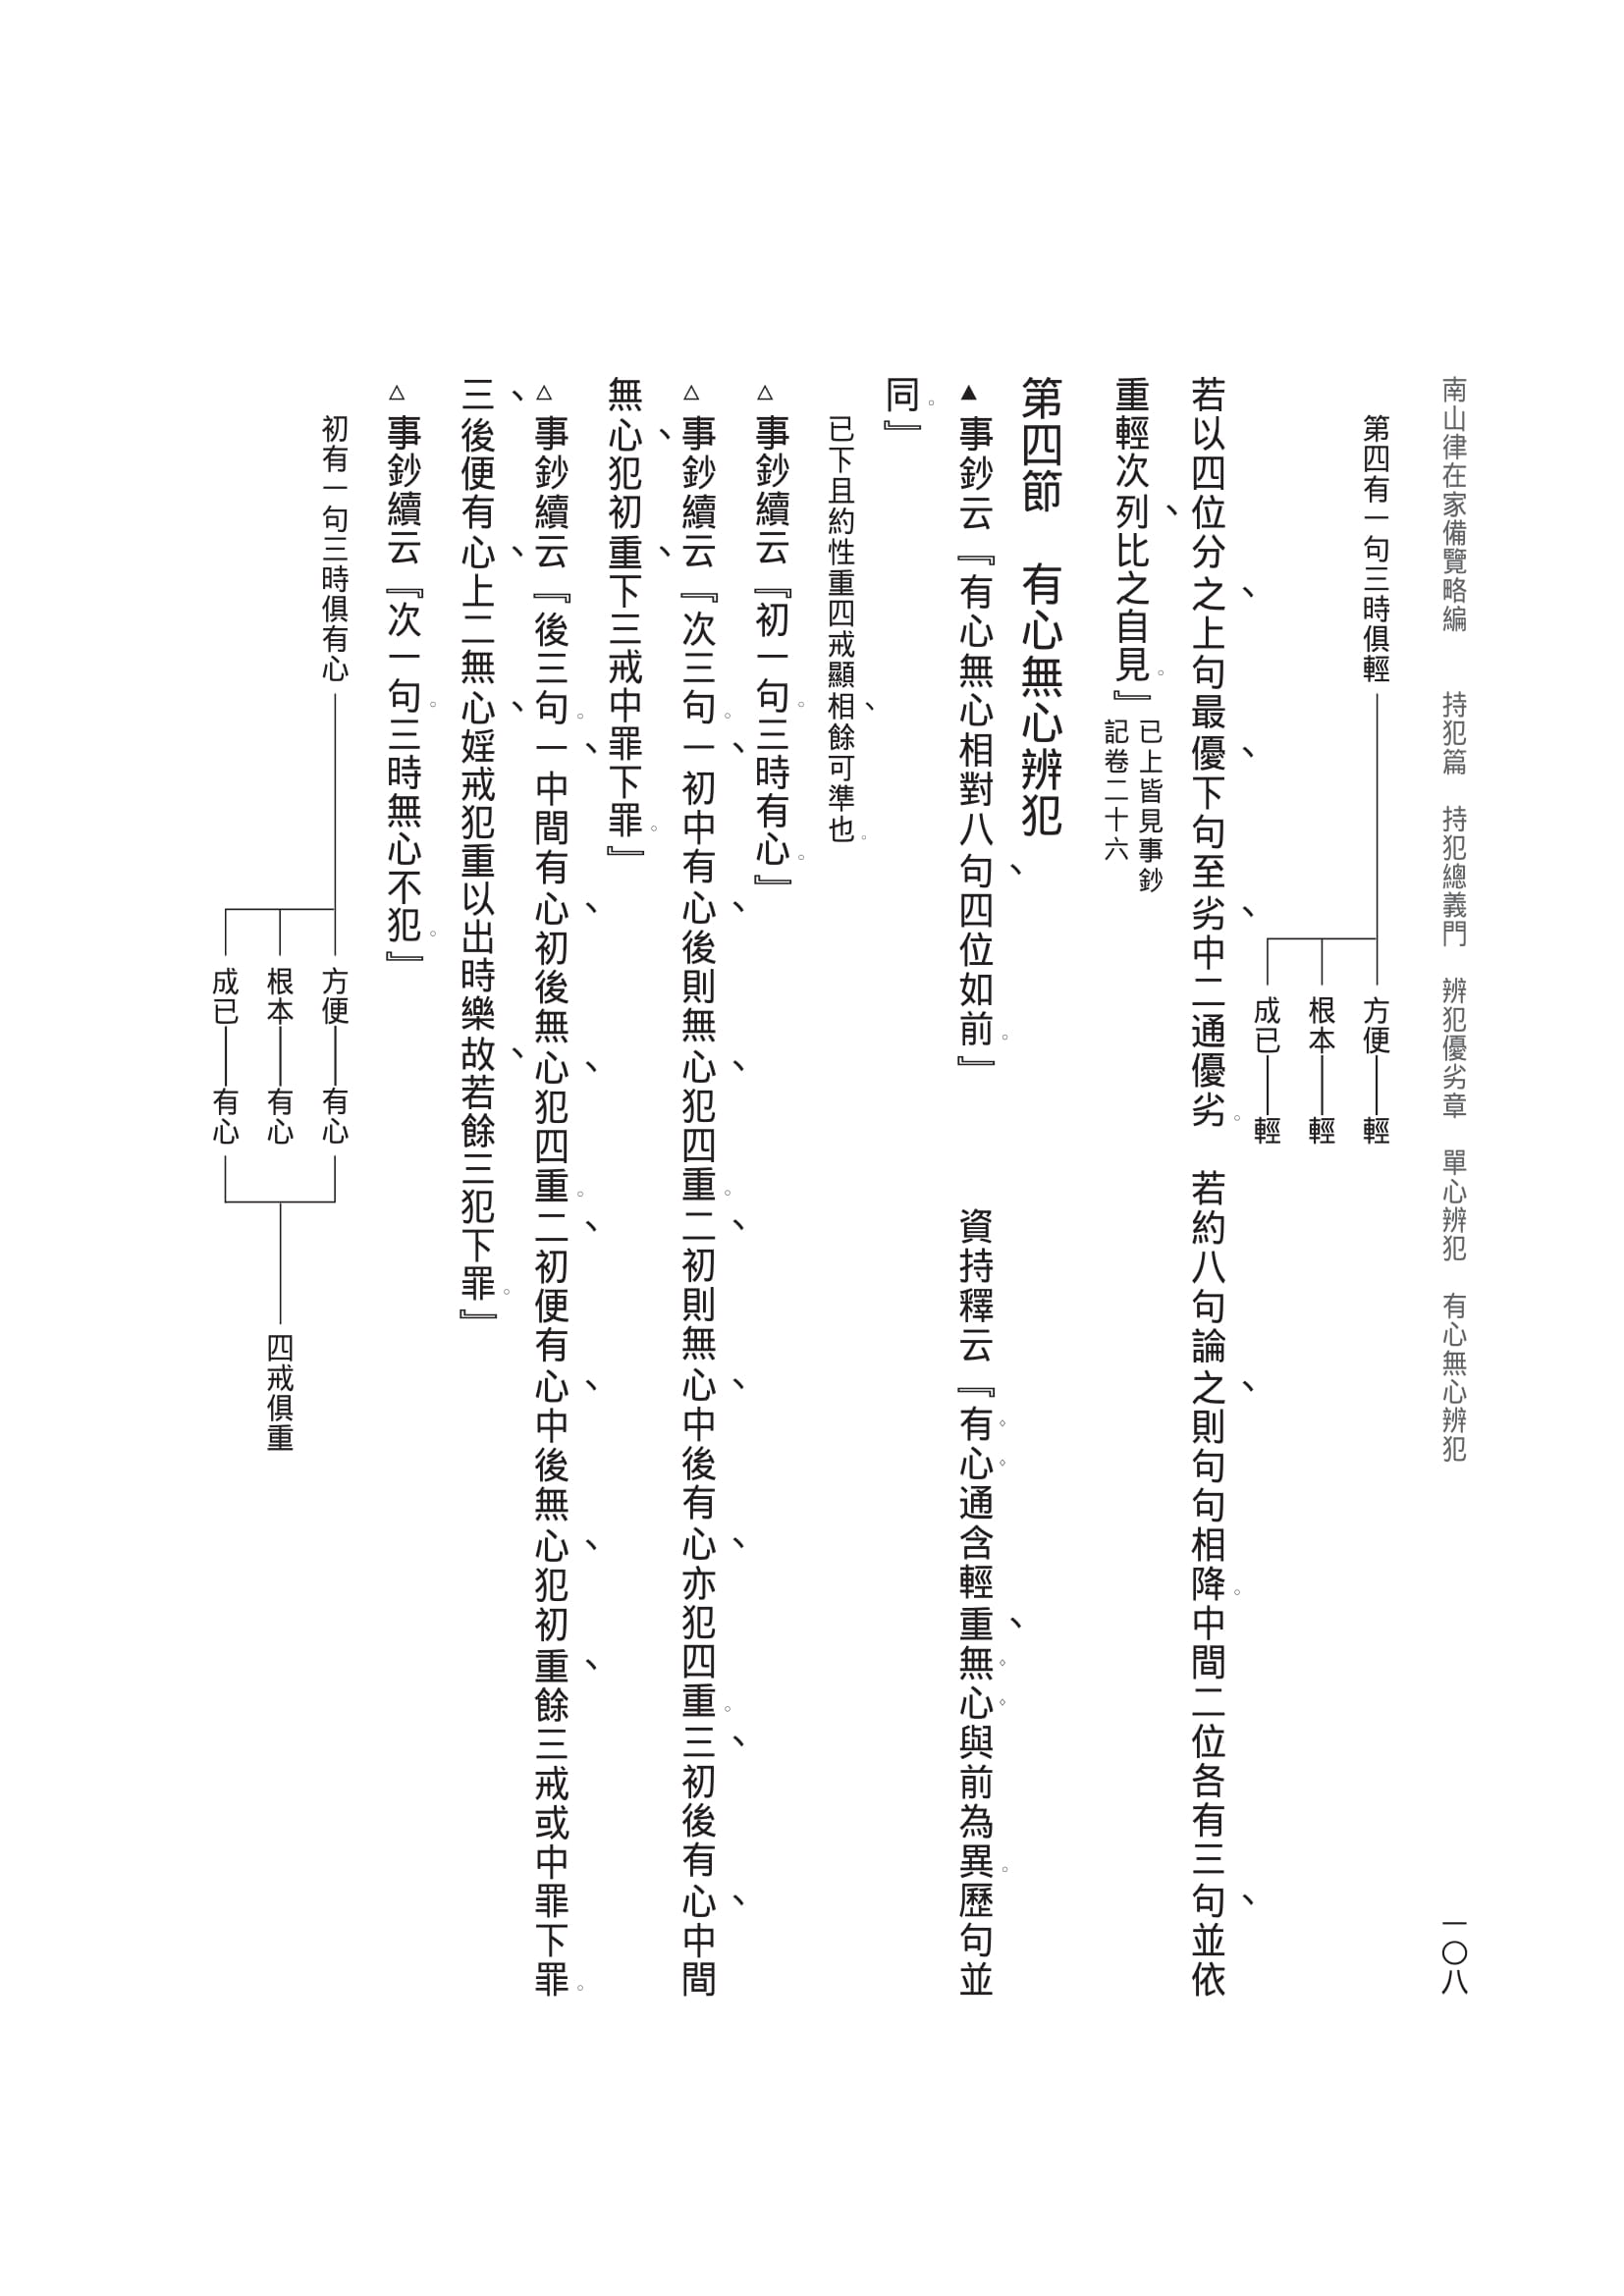 南山律在家備覽略編　持犯篇　持犯總義門　辨犯優劣章　單心辨犯　有心無心辨犯　一〇八
第四有一句三時俱輕
方便——輕
根本——輕
成已——輕
若以四位分之、上句最優、下句至劣、中二通優劣。　若約八句論之、則句句相降。中間二位各有三句、並依
重輕次列、比之自見。』已上皆見事鈔記卷二十六
第四節　有心無心辨犯
▲事鈔云『有心無心相對八句、四位如前。』　資持釋云『有心通含輕重、無心與前為異。歷句並
同。』
已下且約性重四戒顯相、餘可準也。
△事鈔續云『初一句。三時有心。』
△事鈔續云『次三句。一、初中有心、後則無心、犯四重。二、初則無心、中後有心、亦犯四重。三、初後有心、中間
無心、犯初重、下三戒中罪下罪。』
△事鈔續云『後三句。一、中間有心、初後無心、犯四重。二、初便有心、中後無心、犯初重、餘三戒或中罪下罪。
三、後便有心、上二無心、婬戒犯重以出時樂故、若餘三犯下罪。』
△事鈔續云『次一句。三時無心不犯。』
初有一句三時俱有心
方便——有心
根本——有心
成已——有心
四戒俱重